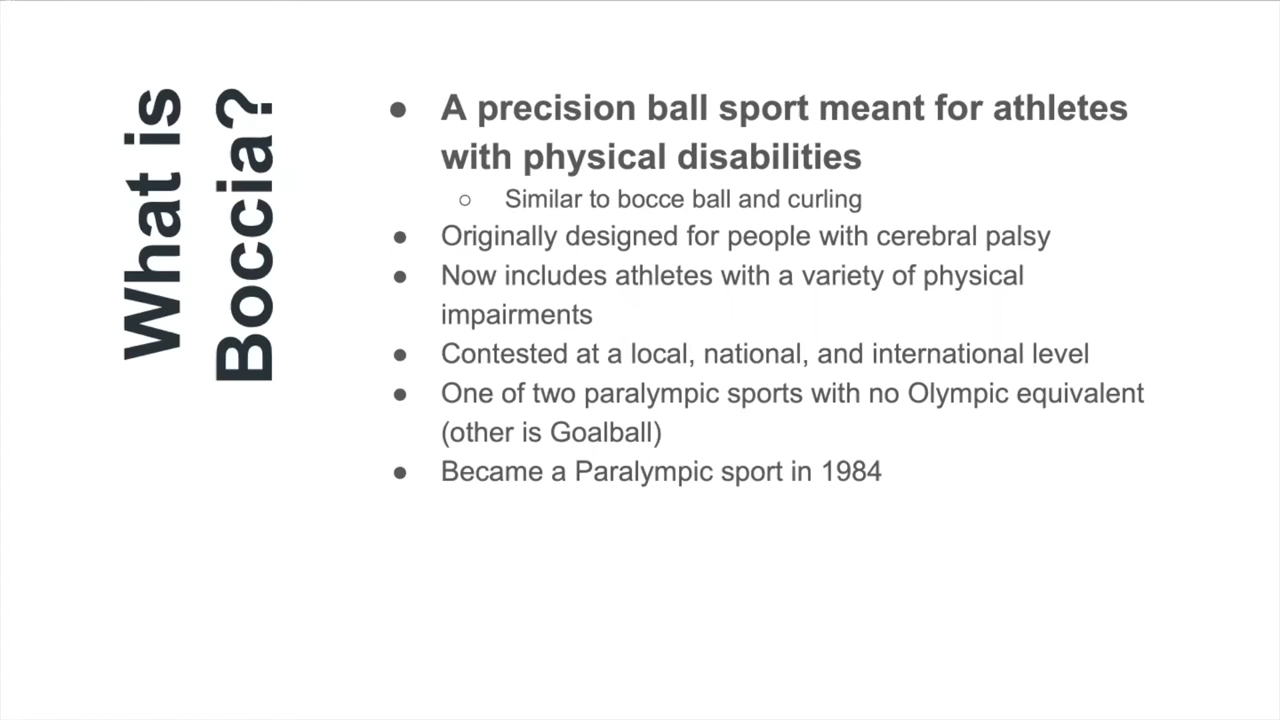 What is
Boccia?
● A precision ball sport meant for athletes
with physical disabilities
○ Similar to bocce ball and curling
● Originally designed for people with cerebral palsy
● Now includes athletes with a variety of physical
impairments
● Contested at a local, national, and international level
● One of two paralympic sports with no Olympic equivalent
(other is Goalball)
● Became a Paralympic sport in 1984